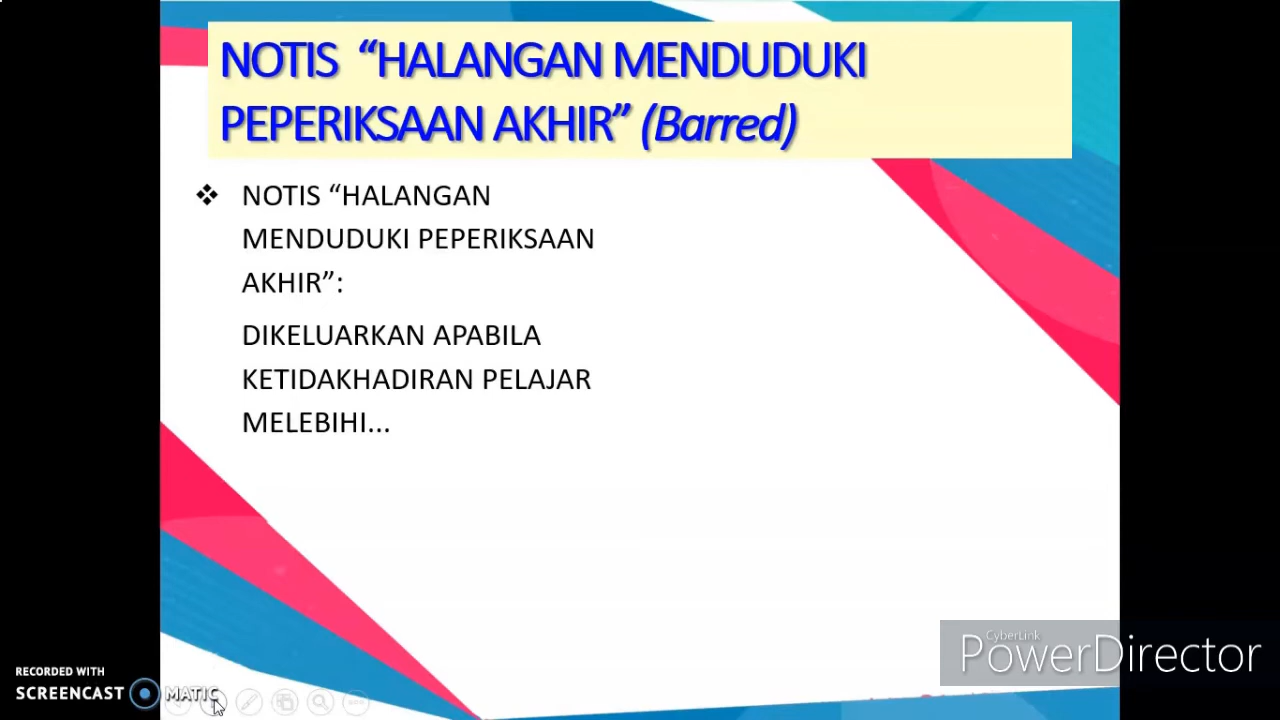 NOTIS “HALANGAN MENDUDUKI
PEPERIKSAAN AKHIR” (Barred)
❖ NOTIS “HALANGAN
MENDUDUKI PEPERIKSAAN
AKHIR”:
DIKELUARKAN APABILA
KETIDAKHADIRAN PELAJAR
MELEBIHI...
CyberLink
PowerDirector
RECORDED WITH
SCREENCAST MATIC